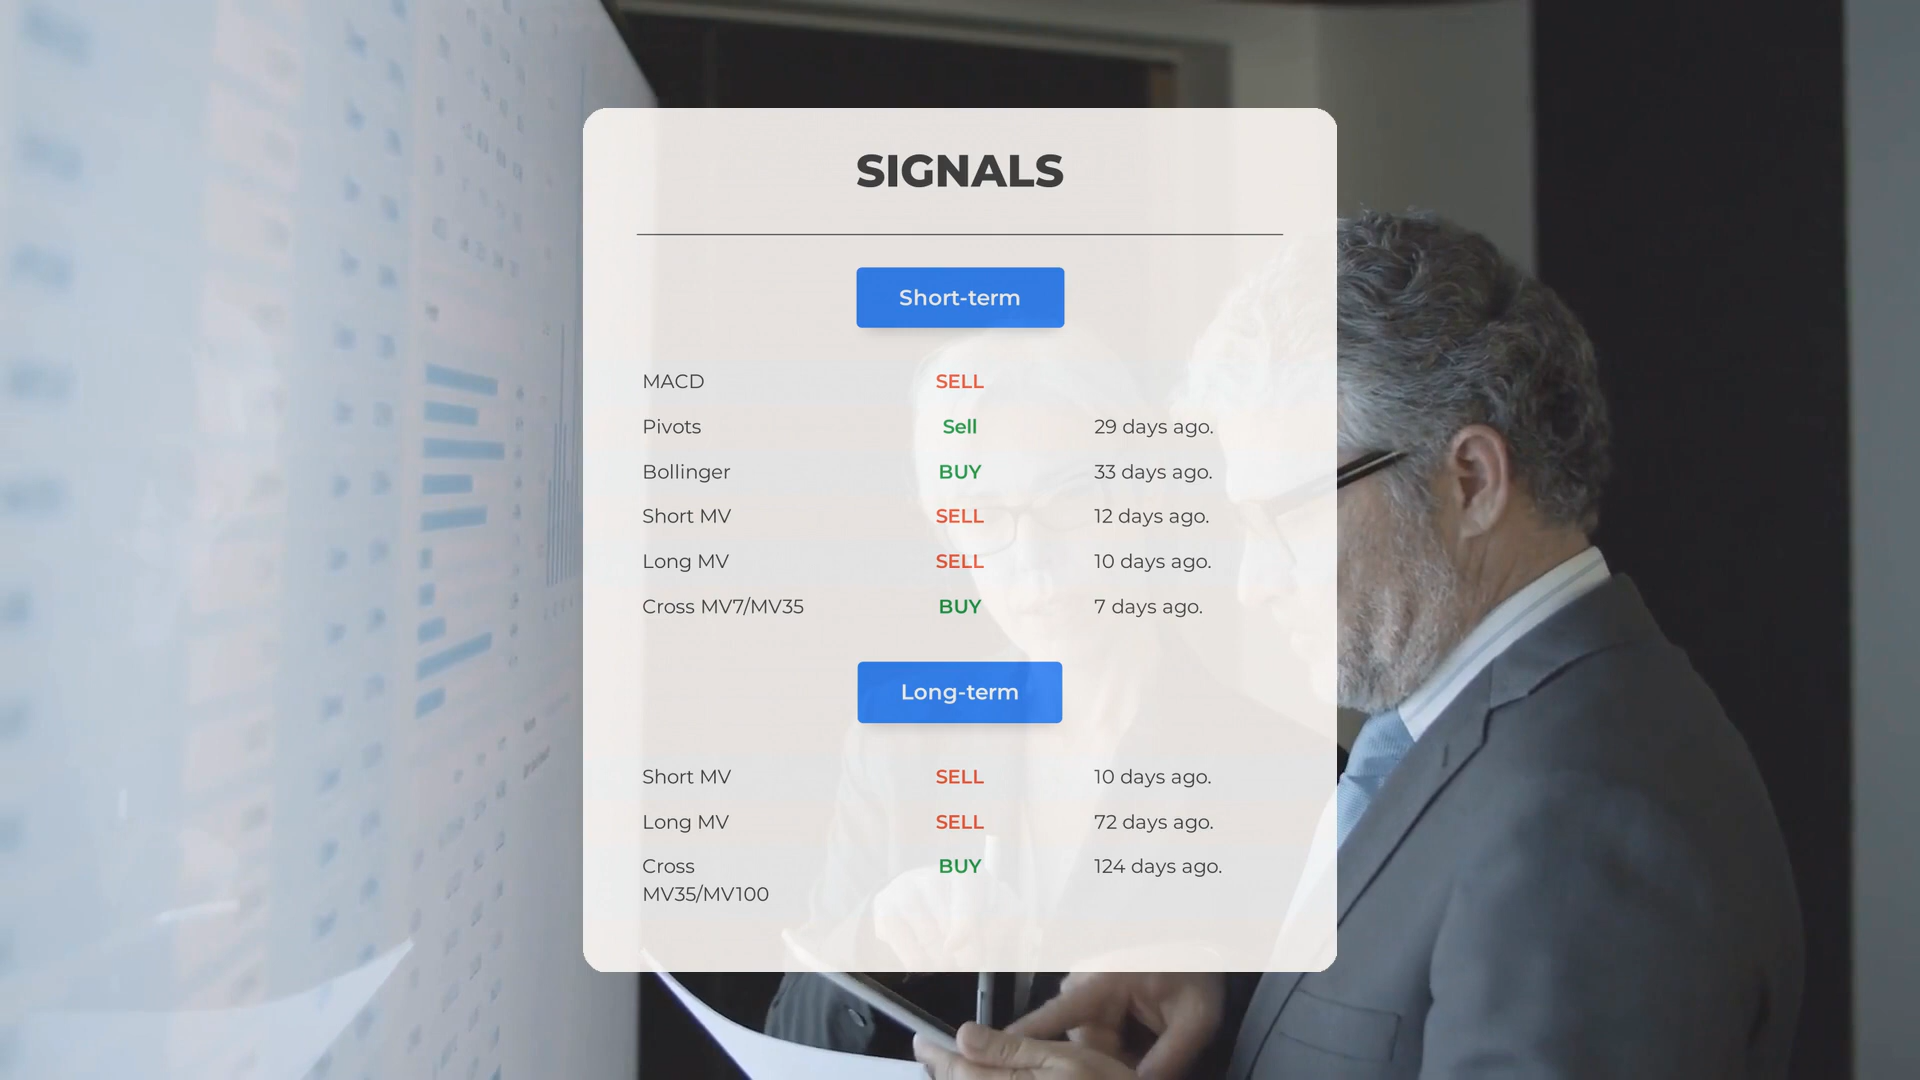 SIGNALS
Short-term
MACD SELL
Pivots Sell 29 days ago.
Bollinger BUY 33 days ago.
Short MV SELL 12 days ago.
Long MV SELL 10 days ago.
Cross MV7/MV35 BUY 7 days ago.
Long-term
Short MV SELL 10 days ago.
Long MV SELL 72 days ago.
Cross BUY 124 days ago.
MV35/MV100